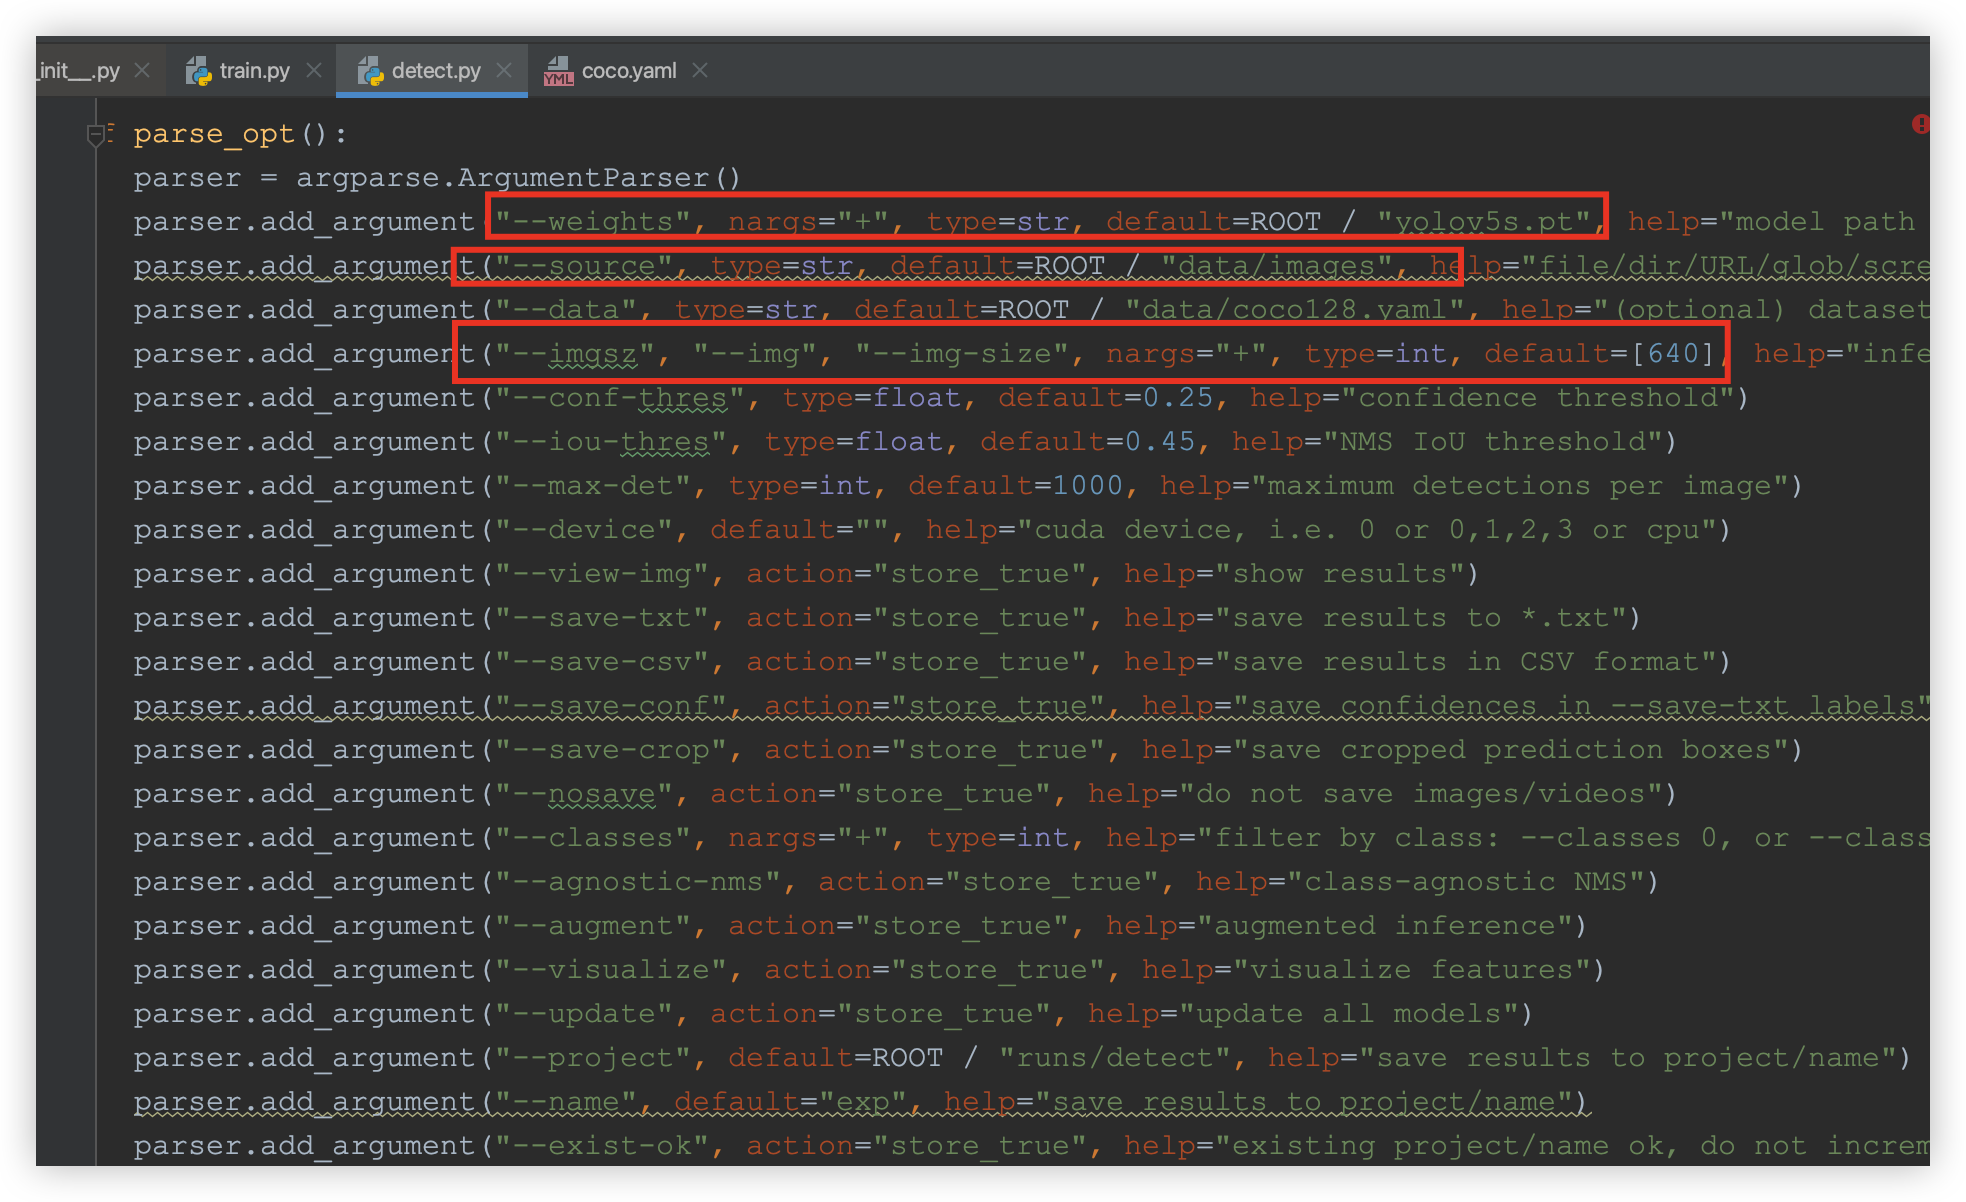 _init__.py train.py detect.py YML coco.yaml
parse_opt():
parser = argparse.ArgumentParser()
parser.add_argument("--weights", nargs="+", type=str, default=ROOT / "yolov5s.pt", help="model path
parser.add_argument("--source", type=str, default=ROOT / "data/images", help="file/dir/URL/glob/scre
parser.add_argument("--data", type=str, default=ROOT / "data/coco128.yaml", help="(optional) dataset
parser.add_argument("--imgsz", "--img", "--img-size", nargs="+", type=int, default=[640], help="infe
parser.add_argument("--conf-thres", type=float, default=0.25, help="confidence threshold")
parser.add_argument("--iou-thres", type=float, default=0.45, help="NMS IoU threshold")
parser.add_argument("--max-det", type=int, default=1000, help="maximum detections per image")
parser.add_argument("--device", default="", help="cuda device, i.e. 0 or 0,1,2,3 or cpu")
parser.add_argument("--view-img", action="store_true", help="show results")
parser.add_argument("--save-txt", action="store_true", help="save results to *.txt")
parser.add_argument("--save-csv", action="store_true", help="save results in CSV format")
parser.add_argument("--save-conf", action="store_true", help="save confidences in --save-txt labels"
parser.add_argument("--save-crop", action="store_true", help="save cropped prediction boxes")
parser.add_argument("--nosave", action="store_true", help="do not save images/videos")
parser.add_argument("--classes", nargs="+", type=int, help="filter by class: --classes 0, or --class
parser.add_argument("--agnostic-nms", action="store_true", help="class-agnostic NMS")
parser.add_argument("--augment", action="store_true", help="augmented inference")
parser.add_argument("--visualize", action="store_true", help="visualize features")
parser.add_argument("--update", action="store_true", help="update all models")
parser.add_argument("--project", default=ROOT / "runs/detect", help="save results to project/name")
parser.add_argument("--name", default="exp", help="save results to project/name")
parser.add_argument("--exist-ok", action="store_true", help="existing project/name ok, do not increm